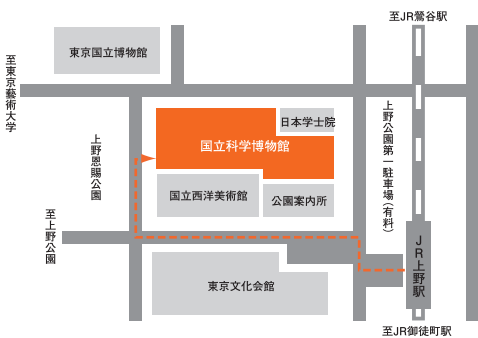 至JR鶯谷駅
東京国立博物館
至東京藝術大学
日本学士院
上野公園第一駐車場(有料)
国立科学博物館
上野恩賜公園
国立西洋美術館
公園案内所
至上野公園
JR上野駅
東京文化会館
至JR御徒町駅